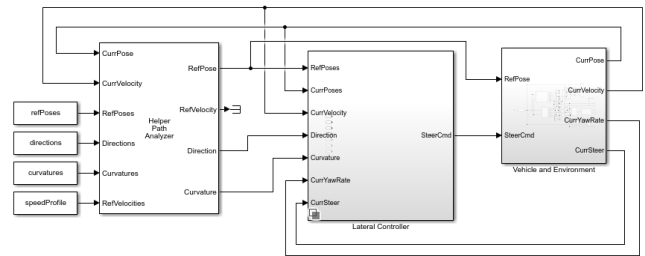 refPoses
directions
curvatures
speedProfile
CurrPose
CurrVelocity
RefPoses
Directions
Curvatures
RefVelocities
Helper
Path
Analyzer
RefPose
RefVelocity
Direction
Curvature
RefPoses
CurrPoses
CurrVelocity
Direction
Curvature
CurrYawRate
CurrSteer
SteerCmd
Lateral Controller
RefPose
SteerCmd
CurrPose
CurrVelocity
CurrYawRate
CurrSteer
Vehicle and Environment